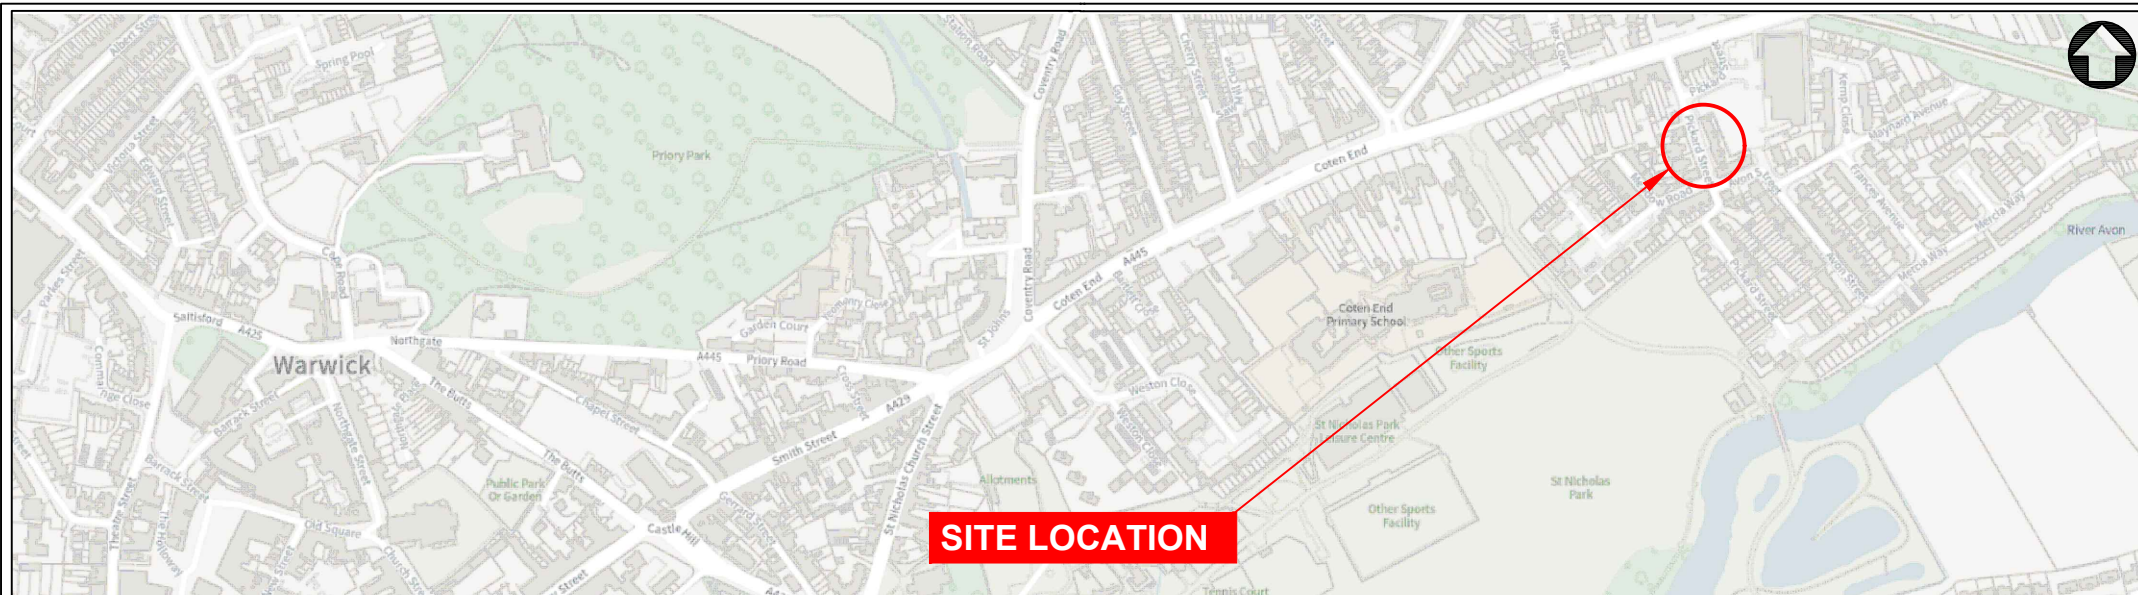 Albert Street
Spring Pool
Court
Victoria Street
Edward Street
Priory Park
Station Road
Coventry Road
Cherry Street
Guy Street
Coten End
Pickard Street
Meadow Road
Avon Street
Kemp Close
Maynard Avenue
Frances Avenue
Mercia Way
River Avon
Parkes Street
Cape Road
Saltisford
A425
Northgate
Warwick
A445
Priory Road
Garden Court
Yeomanry Close
Cross Street
St Johns
Coventry Road
Coten End
A445
Coten End
Primary School
Other Sports
Facility
Pickard Street
Avon Street
Mercia Way
Barrack Street
Northgate Street
The Butts
Chapel Street
A429
Smith Street
St Nicholas Church Street
Weston Close
Weston Close
St Nicholas Park
Leisure Centre
Barrack Street
Theatre Street
The Holloway
Old Square
Church Street
Public Park
Or Garden
The Butts
Gerrard Street
Castle Hill
Allotments
SITE LOCATION
Other Sports
Facility
St Nicholas
Park
Tennis Court